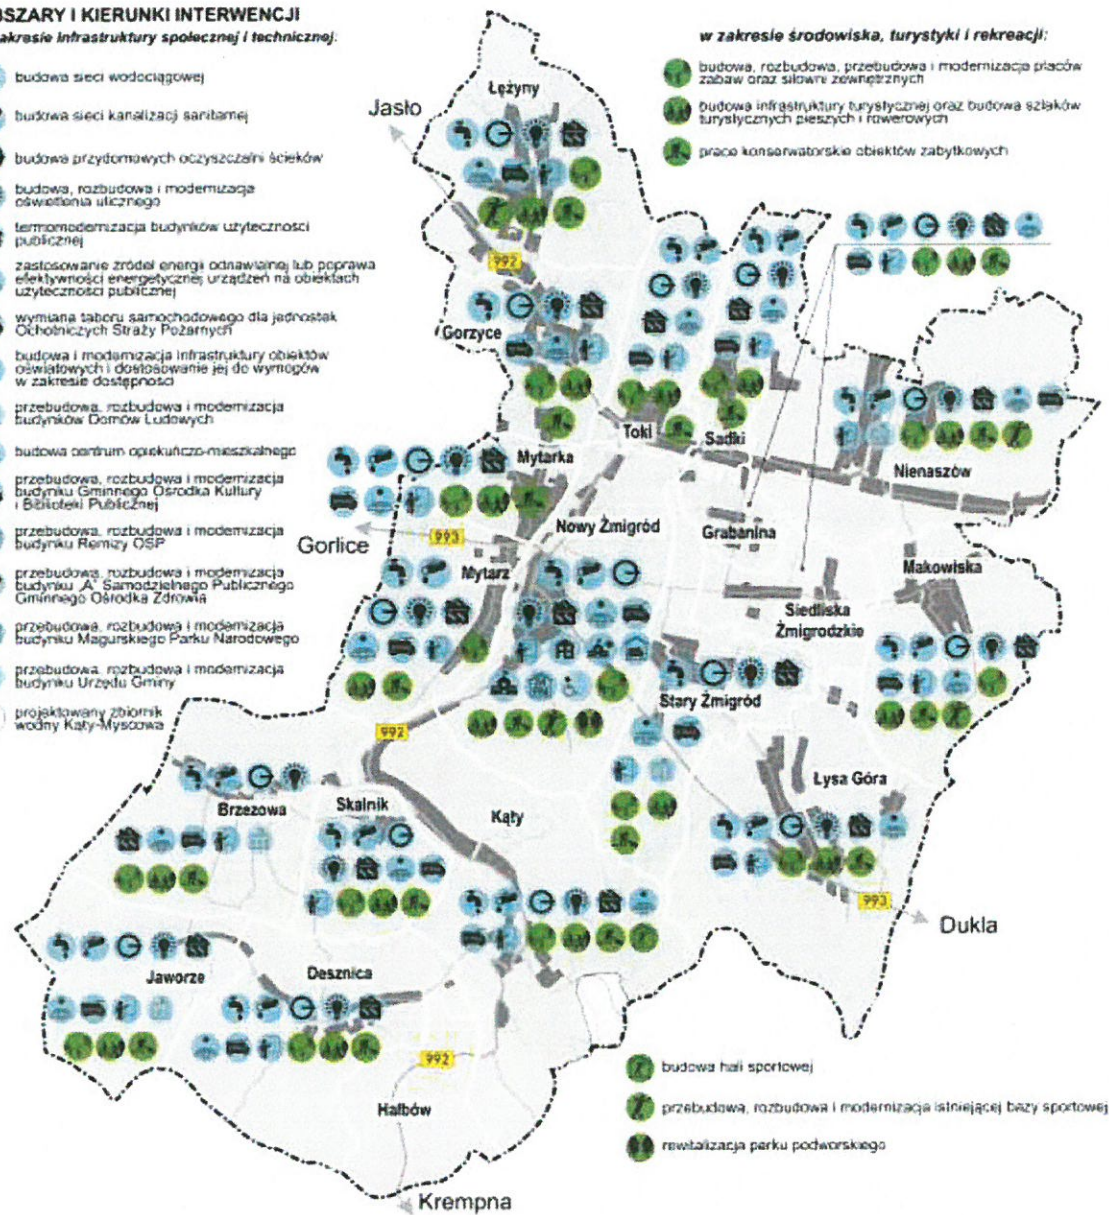 BSZARY I KIERUNKI INTERWENCJI
akresie infrastruktury społecznej i technicznej:
budowa sieci wodociągowej
budowa sieci kanalizacji sanitarnej
budowa przydomowych oczyszczalni ścieków
budowa, rozbudowa i modernizacja
oświetlenia ulicznego
termomodernizacja budynków użyteczności
publicznej
zastosowanie źródeł energii odnawialnej lub poprawa
efektywności energetycznej urządzeń na obiektach
użyteczności publicznej
wymiana taboru samochodowego dla jednostek
Ochotniczych Straży Pożarnych
budowa i modernizacja infrastruktury obiektów
oświatowych i dostosowanie jej do wymogów
w zakresie dostępności
przebudowa, rozbudowa i modernizacja
budynków Domów Ludowych
budowa centrum opiekuńczo-mieszkalnego
przebudowa, rozbudowa i modernizacja
budynku Gminnego Ośrodka Kultury
i Biblioteki Publicznej
przebudowa, rozbudowa i modernizacja
budynku Remizy OSP
przebudowa, rozbudowa i modernizacja
budynku „A" Samodzielnego Publicznego
Gminnego Ośrodka Zdrowia
przebudowa, rozbudowa i modernizacja
budynku Magurskiego Parku Narodowego
przebudowa, rozbudowa i modernizacja
budynku Urzędu Gminy
projektowany zbiornik
wodny Kąty-Myscowa
w zakresie środowiska, turystyki i rekreacji:
budowa, rozbudowa, przebudowa i modernizacja placów
zabaw oraz siłowni zewnętrznych
budowa infrastruktury turystycznej oraz budowa szlaków
turystycznych pieszych i rowerowych
prace konserwatorskie obiektów zabytkowych
Łężyny
Jasło
992
Gorzyce
Toki
Sadki
Mytarka
Nienaszów
Nowy Żmigród
Grabanina
993
Gorlice
Mytarz
Makowiska
Siedliska
Żmigrodzkie
Stary Żmigród
992
Łysa Góra
Brzezowa
Skalnik
Kąty
993
Dukla
Jaworze
Desznica
992
Hałbów
Krempna
budowa hali sportowej
przebudowa, rozbudowa i modernizacja istniejącej bazy sportowej
rewitalizacja parku podworskiego